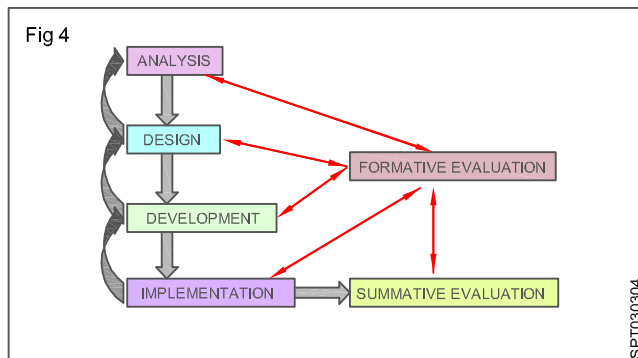 Fig 4
ANALYSIS
DESIGN
FORMATIVE EVALUATION
DEVELOPMENT
IMPLEMENTATION
SUMMATIVE EVALUATION
SPT030304